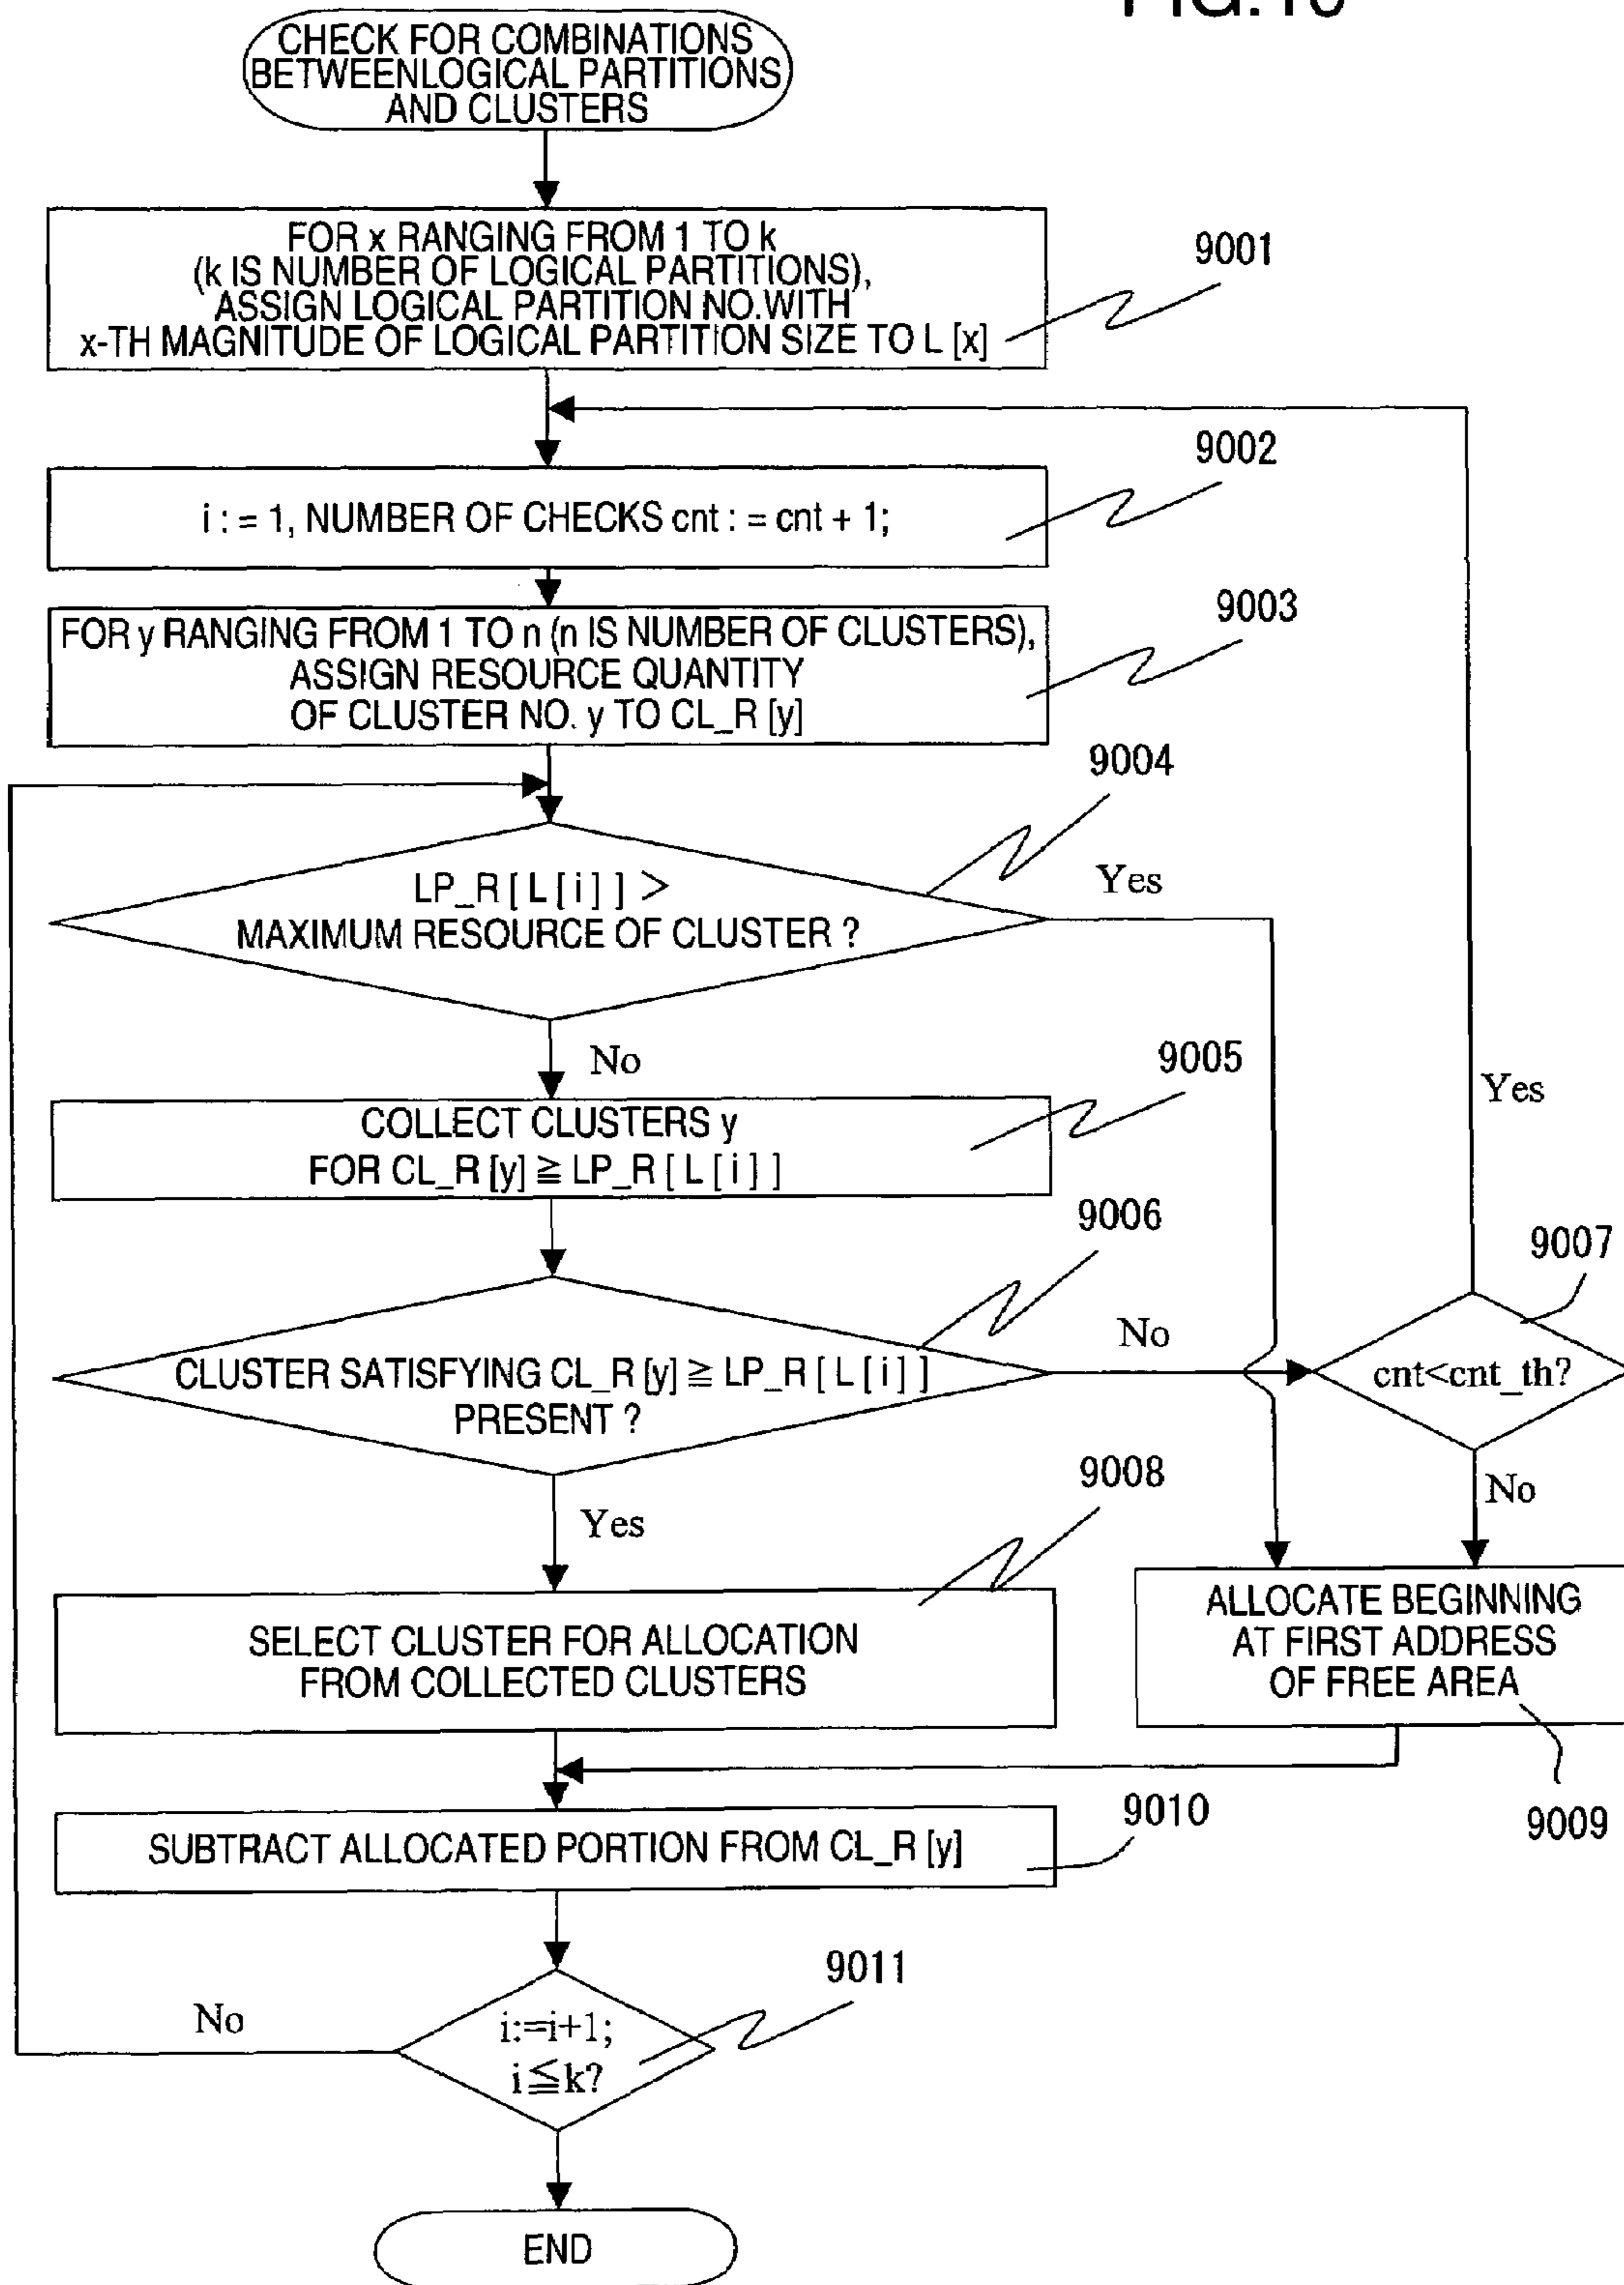 CHECK FOR COMBINATIONS
BETWEENLOGICAL PARTITIONS
AND CLUSTERS
FOR x RANGING FROM 1 TO k
(k IS NUMBER OF LOGICAL PARTITIONS),
ASSIGN LOGICAL PARTITION NO.WITH
x-TH MAGNITUDE OF LOGICAL PARTITION SIZE TO L [x]
9001
9002
i : = 1, NUMBER OF CHECKS cnt : = cnt + 1;
9003
FOR y RANGING FROM 1 TO n (n IS NUMBER OF CLUSTERS),
ASSIGN RESOURCE QUANTITY
OF CLUSTER NO. y TO CL_R [y]
9004
LP_R [ L [ i ] ] >
MAXIMUM RESOURCE OF CLUSTER ?
Yes
No
9005
COLLECT CLUSTERS y
FOR CL_R [y] ≧ LP_R [ L [ i ] ]
Yes
9006
CLUSTER SATISFYING CL_R [y] ≧ LP_R [ L [ i ] ]
PRESENT ?
No
9007
cnt<cnt_th?
Yes
No
9008
SELECT CLUSTER FOR ALLOCATION
FROM COLLECTED CLUSTERS
ALLOCATE BEGINNING
AT FIRST ADDRESS
OF FREE AREA
9009
SUBTRACT ALLOCATED PORTION FROM CL_R [y]
9010
9011
i:=i+1;
i≦k?
No
END